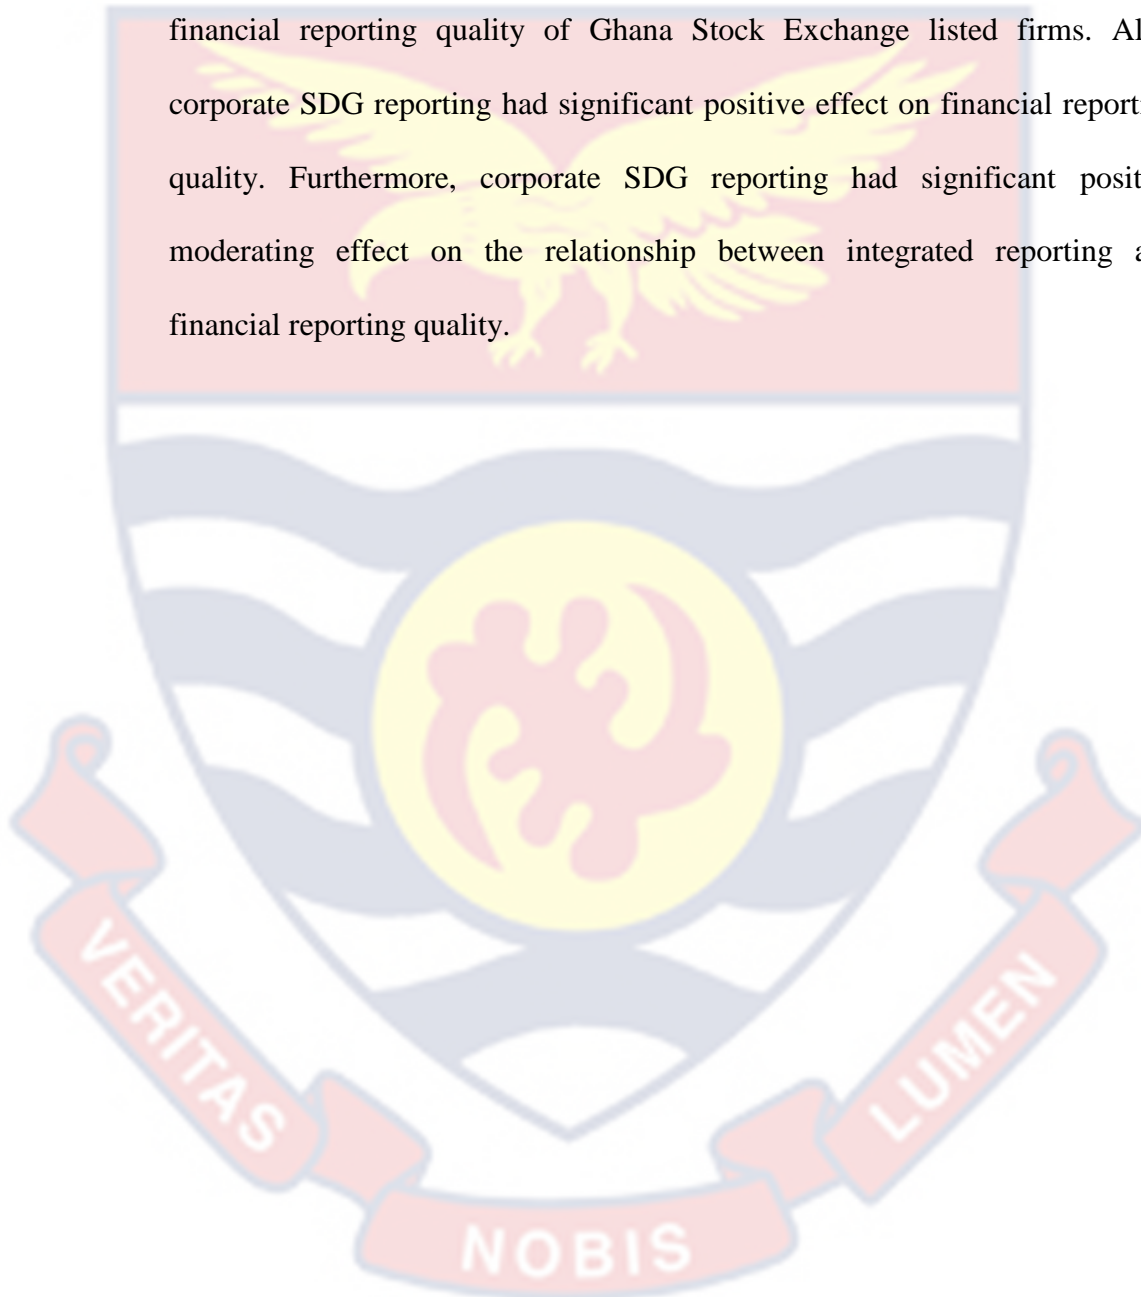 financial reporting quality of Ghana Stock Exchange listed firms. Al
corporate SDG reporting had significant positive effect on financial report
quality. Furthermore, corporate SDG reporting had significant posit
moderating effect on the relationship between integrated reporting a
financial reporting quality.
VERITAS
NOBIS
LUMEN